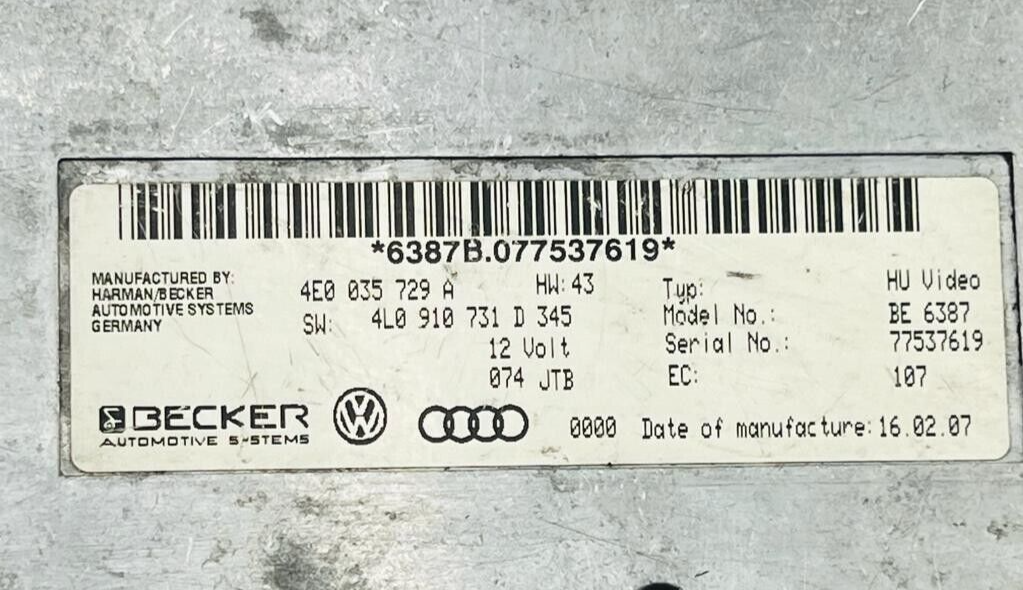 *6387B.077537619*
MANUFACTURED BY:
HARMAN/BECKER
AUTOMOTIVE SYSTEMS
GERMANY
4E0 035 729 A HW: 43
SW: 4L0 910 731 D 345
12 Volt
074 JTB
Typ: HU Video
Model No.: BE 6387
Serial No.: 77537619
EC: 107
BECKER
AUTOMOTIVE SYSTEMS
VW
0000 Date of manufacture: 16.02.07